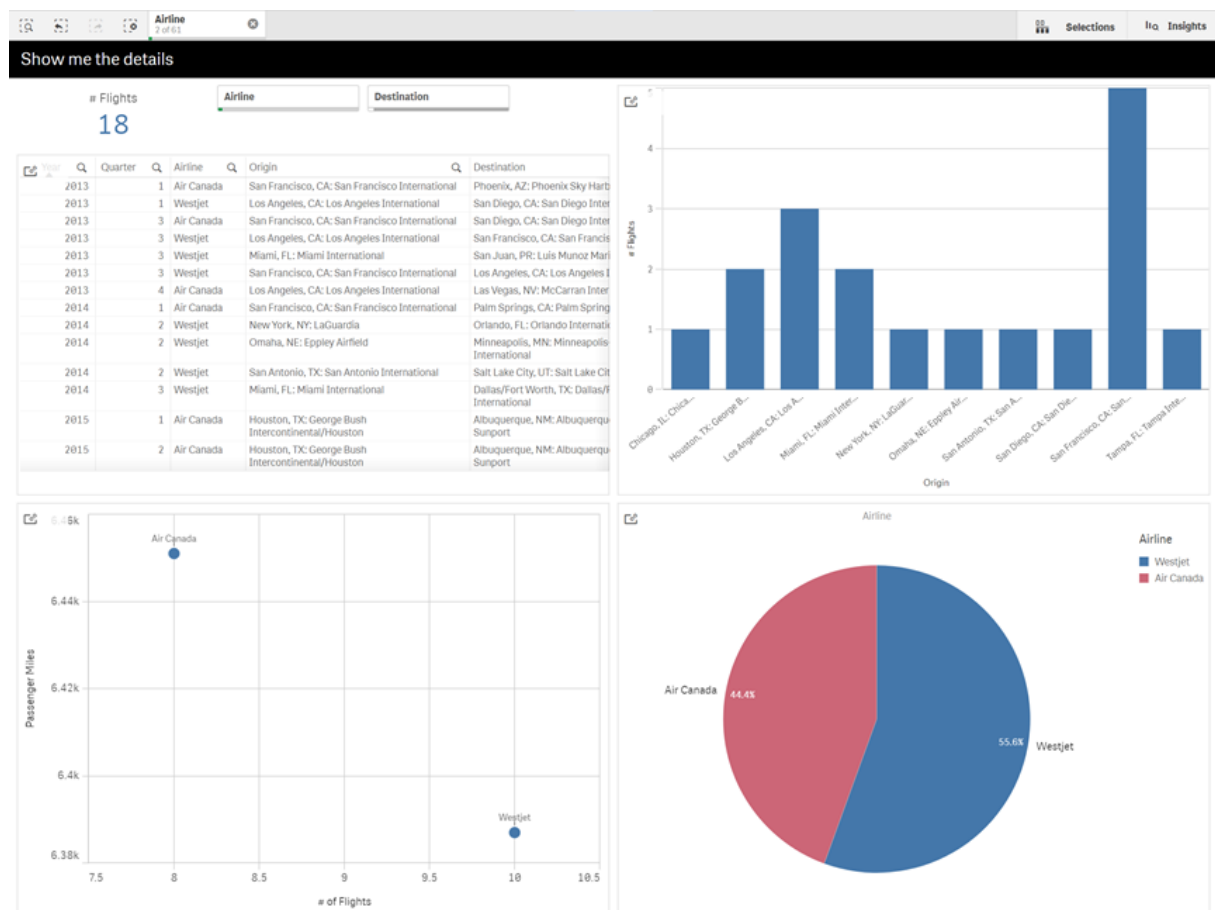 Airline
2 of 61
Selections
Insights
Show me the details
# Flights
18
Airline
Destination
Year Quarter Airline Origin Destination
2013 1 Air Canada San Francisco, CA: San Francisco International Phoenix, AZ: Phoenix Sky Harb
2013 1 Westjet Los Angeles, CA: Los Angeles International San Diego, CA: San Diego Inter
2013 3 Air Canada San Francisco, CA: San Francisco International San Diego, CA: San Diego Inter
2013 3 Westjet Los Angeles, CA: Los Angeles International San Francisco, CA: San Francis
2013 3 Westjet Miami, FL: Miami International San Juan, PR: Luis Munoz Mari
2013 3 Westjet San Francisco, CA: San Francisco International Los Angeles, CA: Los Angeles I
2013 4 Air Canada Los Angeles, CA: Los Angeles International Las Vegas, NV: McCarran Inter
2014 1 Air Canada San Francisco, CA: San Francisco International Palm Springs, CA: Palm Spring
2014 2 Westjet New York, NY: LaGuardia Orlando, FL: Orlando Internatio
2014 2 Westjet Omaha, NE: Eppley Airfield Minneapolis, MN: Minneapolis-
International
2014 2 Westjet San Antonio, TX: San Antonio International Salt Lake City, UT: Salt Lake Cit
2014 3 Westjet Miami, FL: Miami International Dallas/Fort Worth, TX: Dallas/F
International
2015 1 Air Canada Houston, TX: George Bush Albuquerque, NM: Albuquerqu
Intercontinental/Houston Sunport
2015 2 Air Canada Houston, TX: George Bush Albuquerque, NM: Albuquerqu
Intercontinental/Houston Sunport
5
4
3
2
1
0
# Flights
Chicago, IL: Chica...
Houston, TX: George B...
Los Angeles, CA: Los A...
Miami, FL: Miami Inter...
New York, NY: LaGuar...
Omaha, NE: Eppley Air...
San Antonio, TX: San A...
San Diego, CA: San Die...
San Francisco, CA: San...
Tampa, FL: Tampa Inte...
Origin
6.46k
6.44k
6.42k
6.4k
6.38k
Passenger Miles
Air Canada
Westjet
7.5 8 8.5 9 9.5 10 10.5
# of Flights
Airline
Airline
Westjet
Air Canada
Air Canada
44.4%
55.6%
Westjet